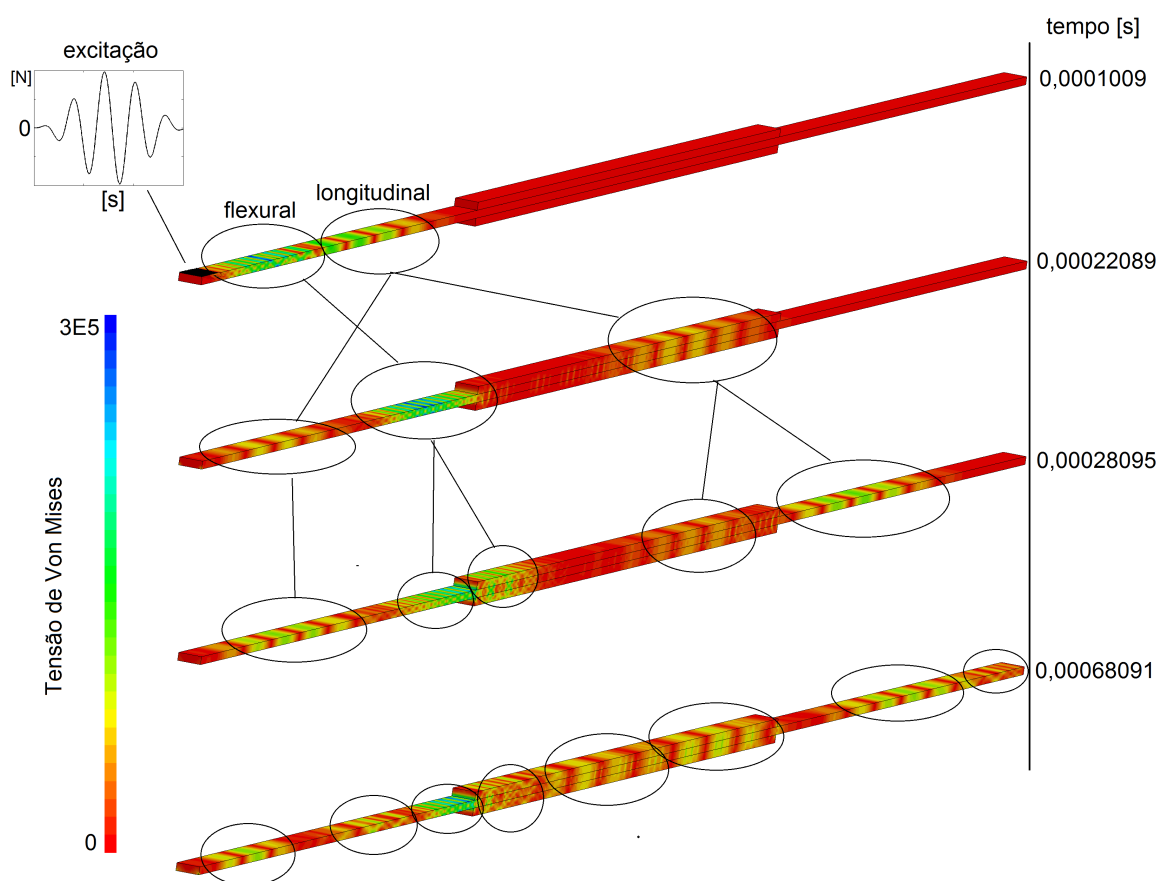 tempo [s]
excitação
[N]
0
[s]
0,0001009
flexural
longitudinal
0,00022089
3E5
Tensão de Von Mises
0
0,00028095
0,00068091